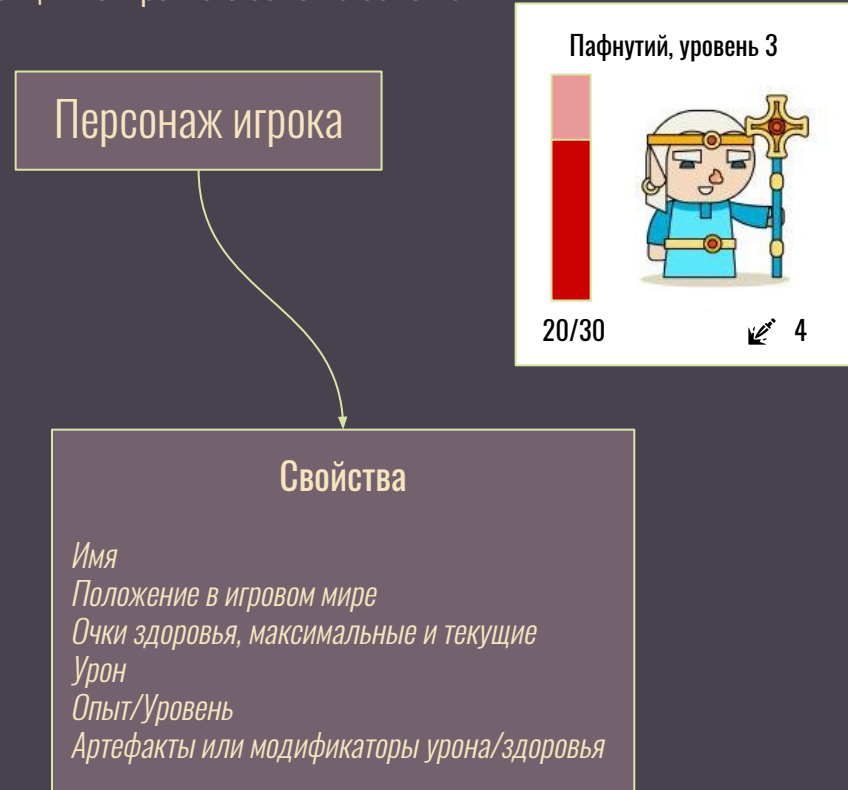 Пафнутий, уровень 3
Персонаж игрока
20/30
4
Свойства
Имя
Положение в игровом мире
Очки здоровья, максимальные и текущие
Урон
Опыт/Уровень
Артефакты или модификаторы урона/здоровья